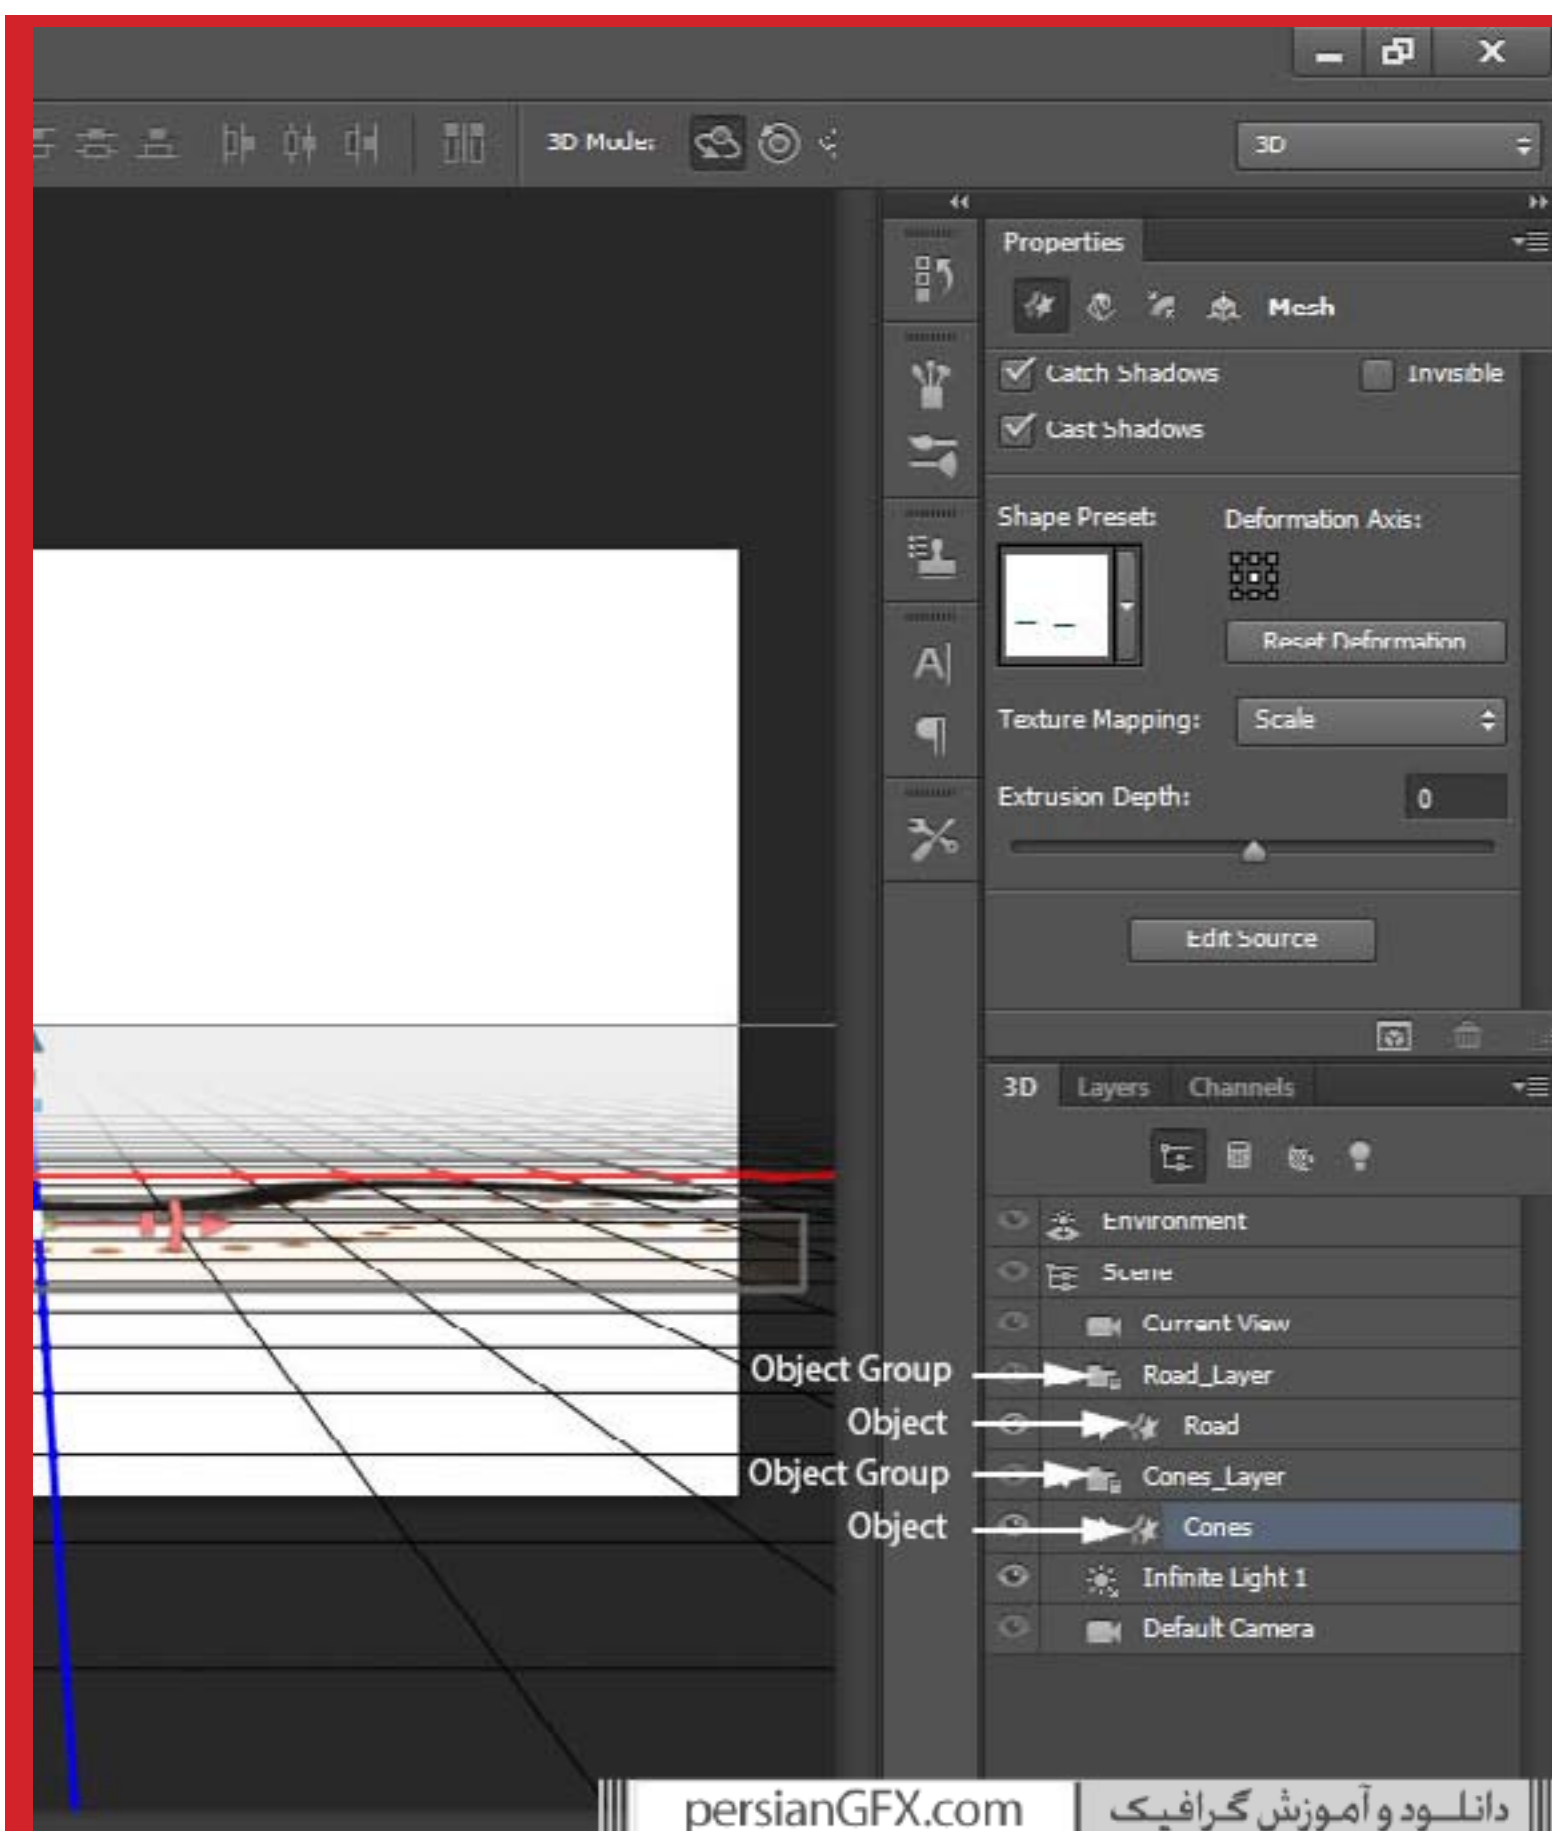 3D Mode:
3D
Properties
Mesh
Catch Shadows
Invisible
Cast Shadows
Shape Preset:
Deformation Axis:
Reset Deformation
Texture Mapping:
Scale
Extrusion Depth:
0
Edit Source
3D Layers Channels
Environment
Scene
Current View
Object Group
Road_Layer
Object
Road
Object Group
Cones_Layer
Object
Cones
Infinite Light 1
Default Camera
persianGFX.com
دانلــود و آموزش گرافیک